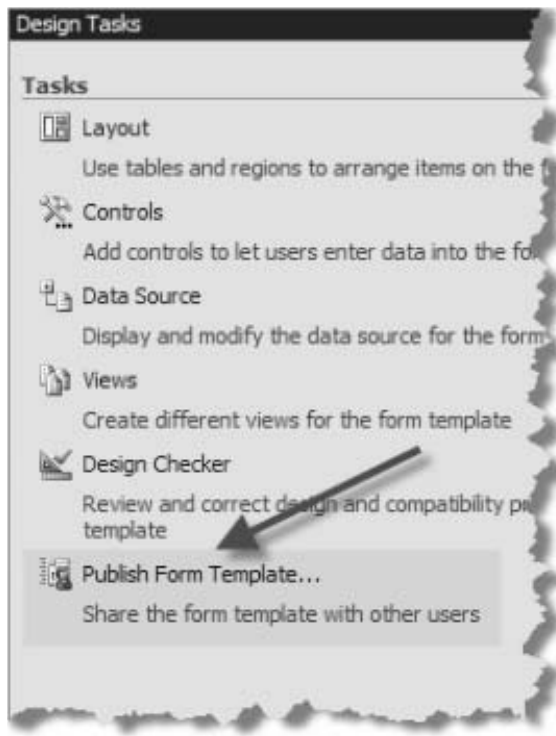 Design Tasks
Tasks
Layout
Use tables and regions to arrange items on the
Controls
Add controls to let users enter data into the
Data Source
Display and modify the data source for the form
Views
Create different views for the form template
Design Checker
Review and correct design and compatibility
template
Publish Form Template...
Share the form template with other users